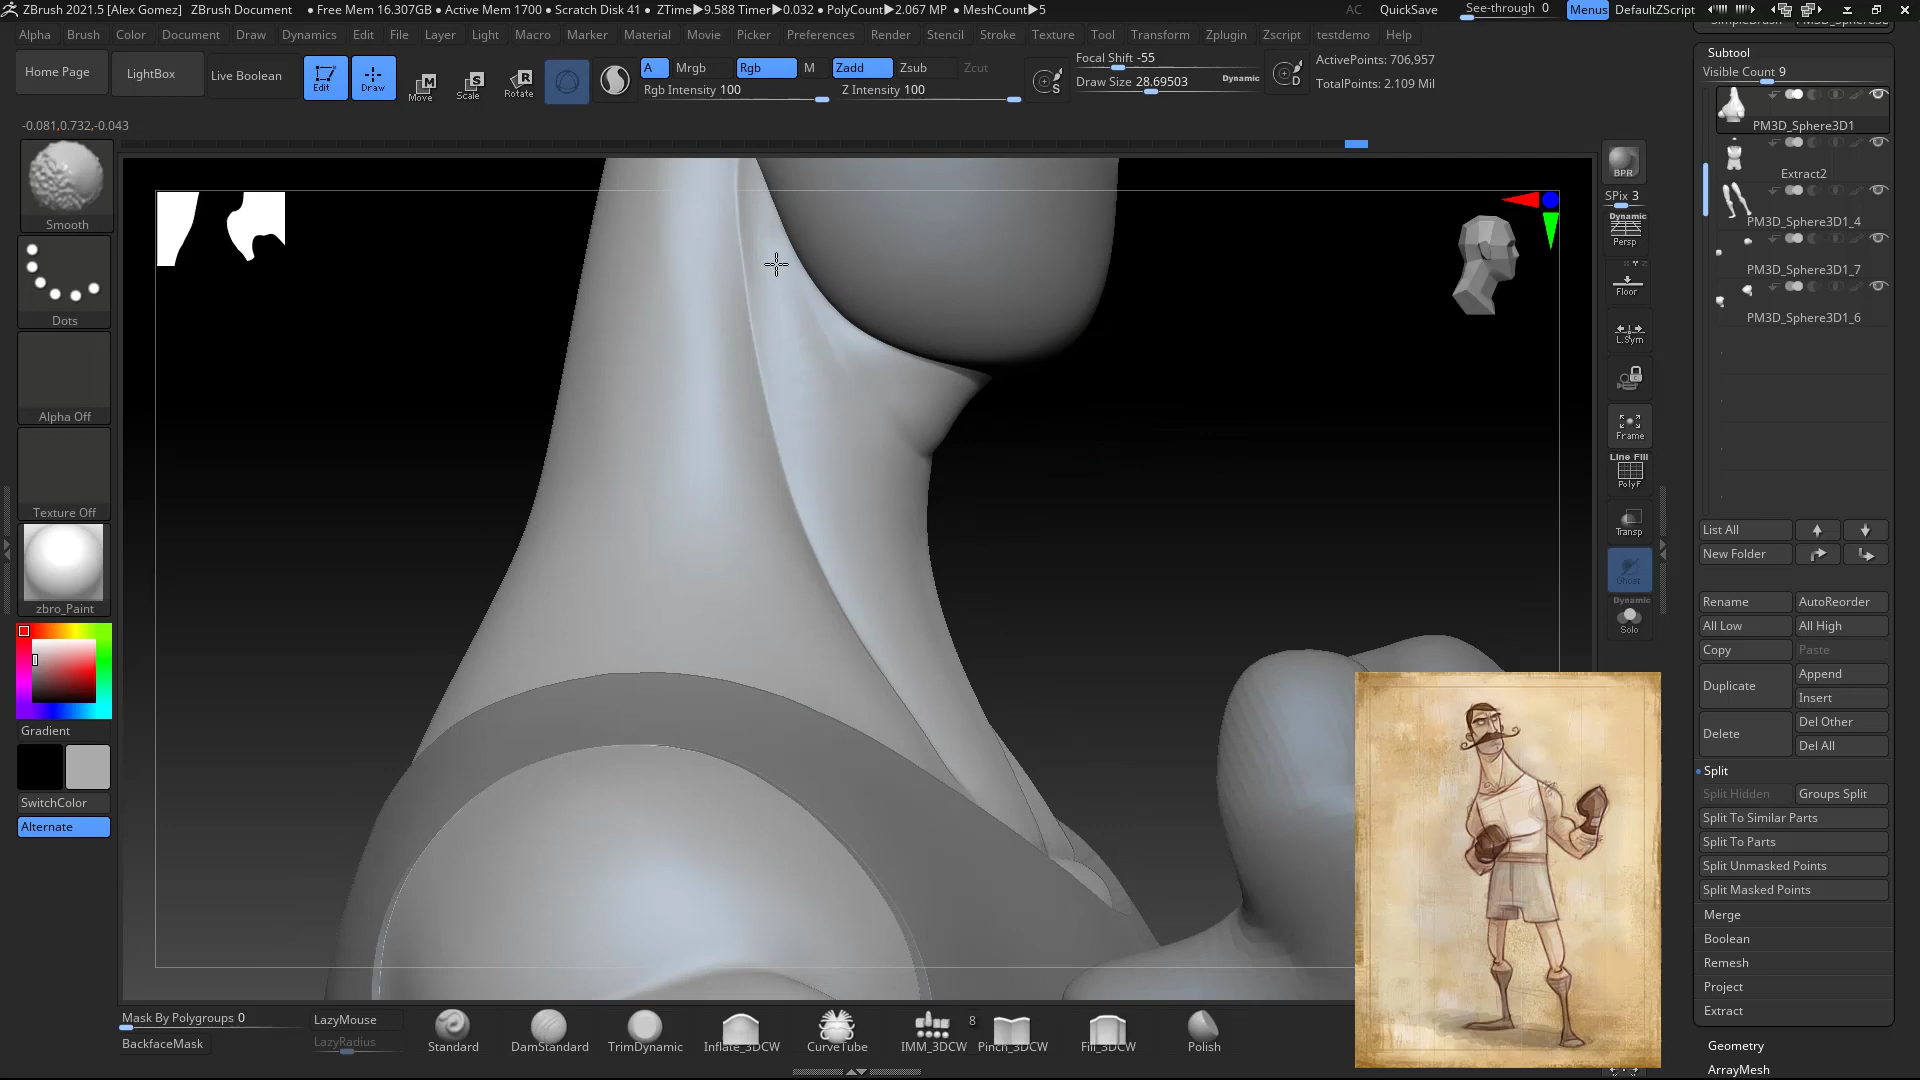 ZBrush 2021.5 [Alex Gomez] ZBrush Document • Free Mem 16.307GB • Active Mem 1700 • Scratch Disk 41 • ZTime▶9.588 Timer▶0.032 • PolyCount▶2.067 MP • MeshCount▶5 AC QuickSave See-through 0 Menus DefaultZScript
Alpha Brush Color Document Draw Dynamics Edit File Layer Light Macro Marker Material Movie Picker Preferences Render Stencil Stroke Texture Tool Transform Zplugin Zscript testdemo Help
Home Page LightBox Live Boolean Edit Draw Move Scale Rotate A Mrgb Rgb M Zadd Zsub Zcut Focal Shift -55 ActivePoints: 706,957
Rgb Intensity 100 Z Intensity 100 S Draw Size 28.69503 Dynamic D TotalPoints: 2.109 Mil
-0.081,0.732,-0.043
Smooth
Dots
Alpha Off
Texture Off
zbro_Paint
Gradient
SwitchColor
Alternate
BPR
SPix 3
Dynamic
Persp
Floor
L.Sym
Frame
Line Fill
PolyF
Transp
Ghost
Dynamic
Solo
Subtool
Visible Count 9
PM3D_Sphere3D1
Extract2
PM3D_Sphere3D1_4
PM3D_Sphere3D1_7
PM3D_Sphere3D1_6
List All
New Folder
Rename AutoReorder
All Low All High
Copy Paste
Duplicate Append
Insert
Delete Del Other
Del All
Split
Split Hidden Groups Split
Split To Similar Parts
Split To Parts
Split Unmasked Points
Split Masked Points
Merge
Boolean
Remesh
Project
Extract
Geometry
ArrayMesh
Mask By Polygroups 0 LazyMouse
BackfaceMask LazyRadius
Standard DamStandard TrimDynamic Inflate_3DCW CurveTube IMM_3DCW 8 Pinch_3DCW Fill_3DCW Polish